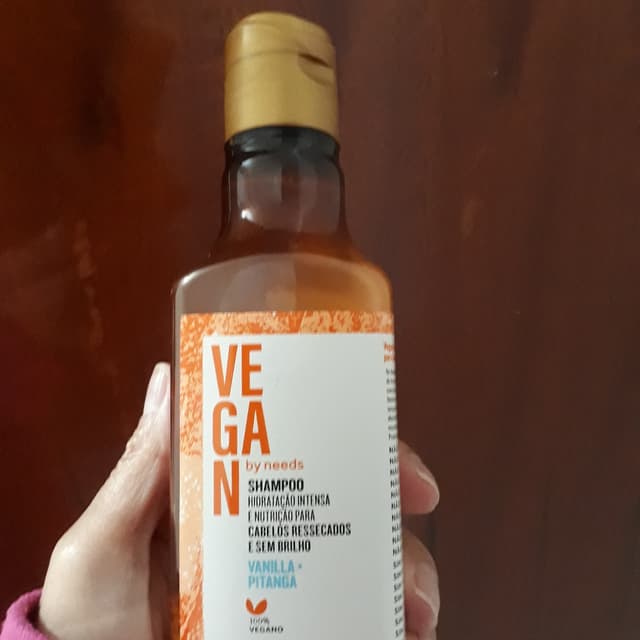 VE
GA
N
by needs
SHAMPOO
HIDRATAÇÃO INTENSA
E NUTRIÇÃO PARA
CABELOS RESSECADOS
E SEM BRILHO
VANILLA +
PITANGA
100%
VEGANO